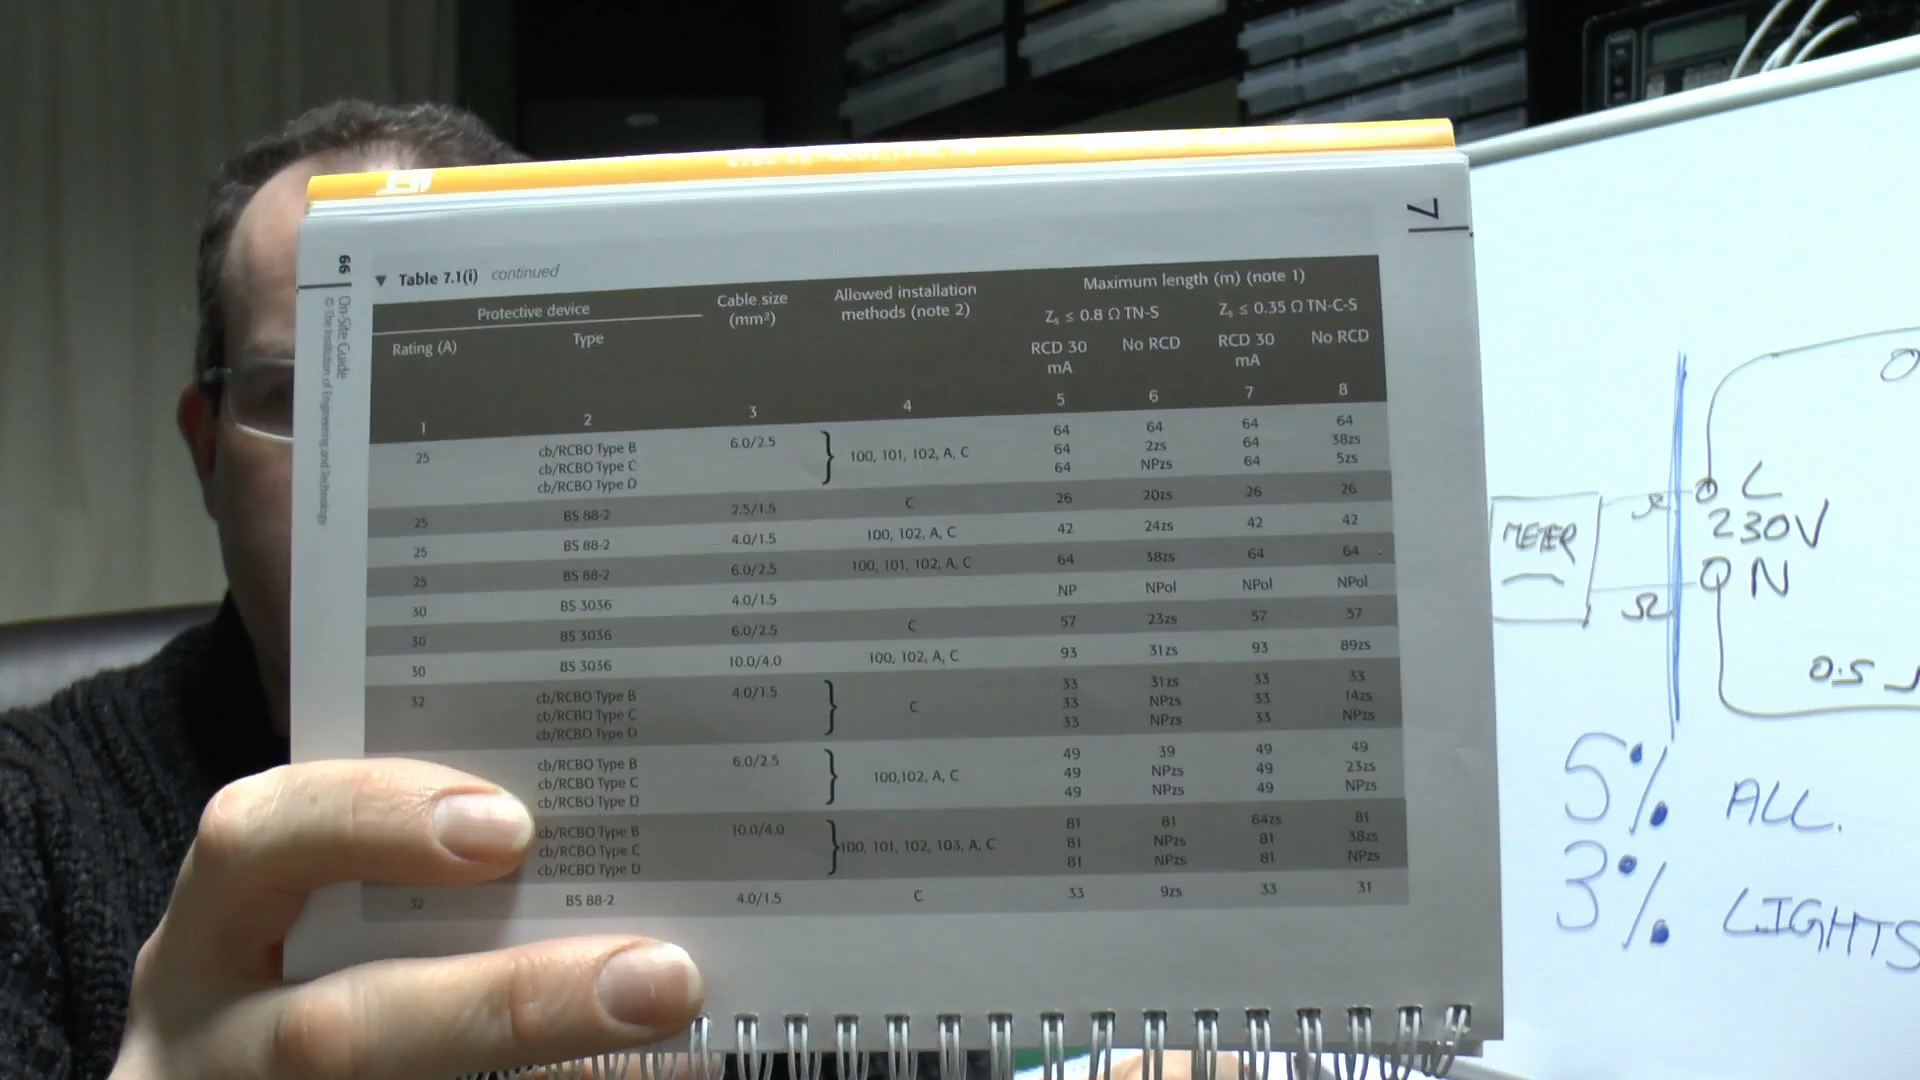 7
66
On-Site Guide
© The Institution of Engineering and Technology
▼ Table 7.1(i) continued
Protective device
Cable size (mm²)
Allowed installation methods (note 2)
Maximum length (m) (note 1)
Zs ≤ 0.8 Ω TN-S
Zs ≤ 0.35 Ω TN-C-S
Rating (A)
Type
RCD 30 mA
No RCD
RCD 30 mA
No RCD
1 2 3 4 5 6 7 8
25 cb/RCBO Type B 6.0/2.5 100, 101, 102, A, C 64 64 64 64
cb/RCBO Type C 64 2zs 64 38zs
cb/RCBO Type D 64 NPzs 64 5zs
25 BS 88-2 2.5/1.5 C 26 20zs 26 26
25 BS 88-2 4.0/1.5 100, 102, A, C 42 24zs 42 42
25 BS 88-2 6.0/2.5 100, 101, 102, A, C 64 38zs 64 64
30 BS 3036 4.0/1.5 NP NPol NPol NPol
30 BS 3036 6.0/2.5 C 57 23zs 57 57
30 BS 3036 10.0/4.0 100, 102, A, C 93 31zs 93 89zs
32 cb/RCBO Type B 4.0/1.5 C 33 31zs 33 33
cb/RCBO Type C 33 NPzs 33 14zs
cb/RCBO Type D 33 NPzs 33 NPzs
cb/RCBO Type B 6.0/2.5 100,102, A, C 49 39 49 49
cb/RCBO Type C 49 NPzs 49 23zs
cb/RCBO Type D 49 NPzs 49 NPzs
cb/RCBO Type B 10.0/4.0 100, 101, 102, 103, A, C 81 81 64zs 81
cb/RCBO Type C 81 NPzs 81 38zs
cb/RCBO Type D 81 NPzs 81 NPzs
32 BS 88-2 4.0/1.5 C 33 9zs 33 31
METER
Ω
Ω
L
230V
N
0.5
5% ALL.
3% LIGHTS